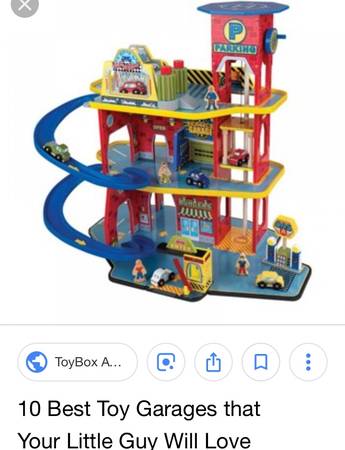 P
PARKING
ToyBox A...
10 Best Toy Garages that
Your Little Guy Will Love